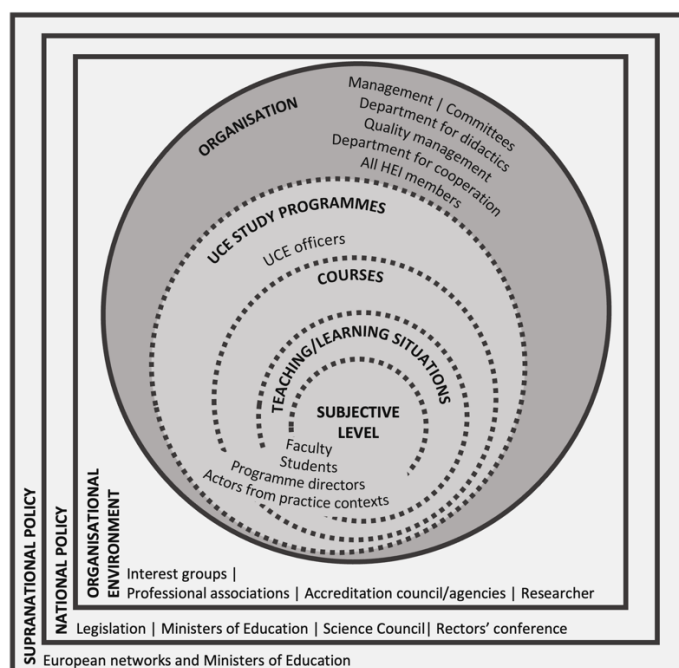 ORGANISATION
Management / Committees
Department for didactics
Quality management
Department for cooperation
All HEI members
UCE STUDY PROGRAMMES
UCE officers
COURSES
TEACHING/LEARNING SITUATIONS
SUBJECTIVE
LEVEL
Faculty
Students
Programme directors
Actors from practice contexts
ORGANISATIONAL
ENVIRONMENT
Interest groups |
Professional associations | Accreditation council/agencies | Researcher
NATIONAL POLICY
Legislation | Ministers of Education | Science Council| Rectors’ conference
SUPRANATIONAL POLICY
European networks and Ministers of Education